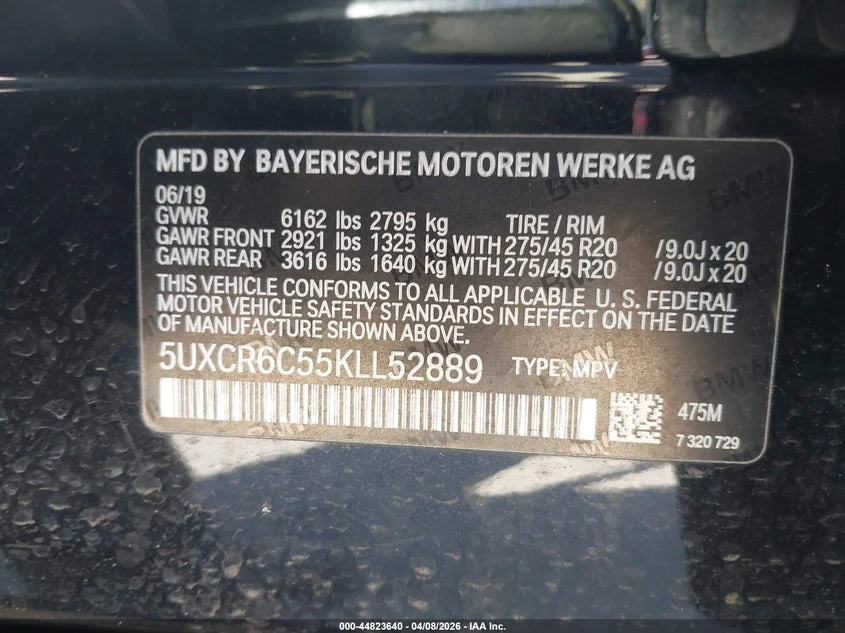 MFD BY BAYERISCHE MOTOREN WERKE AG
06/19
GVWR 6162 lbs 2795 kg TIRE / RIM
GAWR FRONT 2921 lbs 1325 kg WITH 275/45 R20 /9.0J x 20
GAWR REAR 3616 lbs 1640 kg WITH 275/45 R20 /9.0J x 20
THIS VEHICLE CONFORMS TO ALL APPLICABLE U. S. FEDERAL
MOTOR VEHICLE SAFETY STANDARDS IN EFFECT ON THE DATE
OF MANUFACTURE SHOWN ABOVE.
5UXCR6C55KLL52889 TYPE: MPV
475M
7 320 729
000-44823640 | 04/08/2026 | IAA Inc.